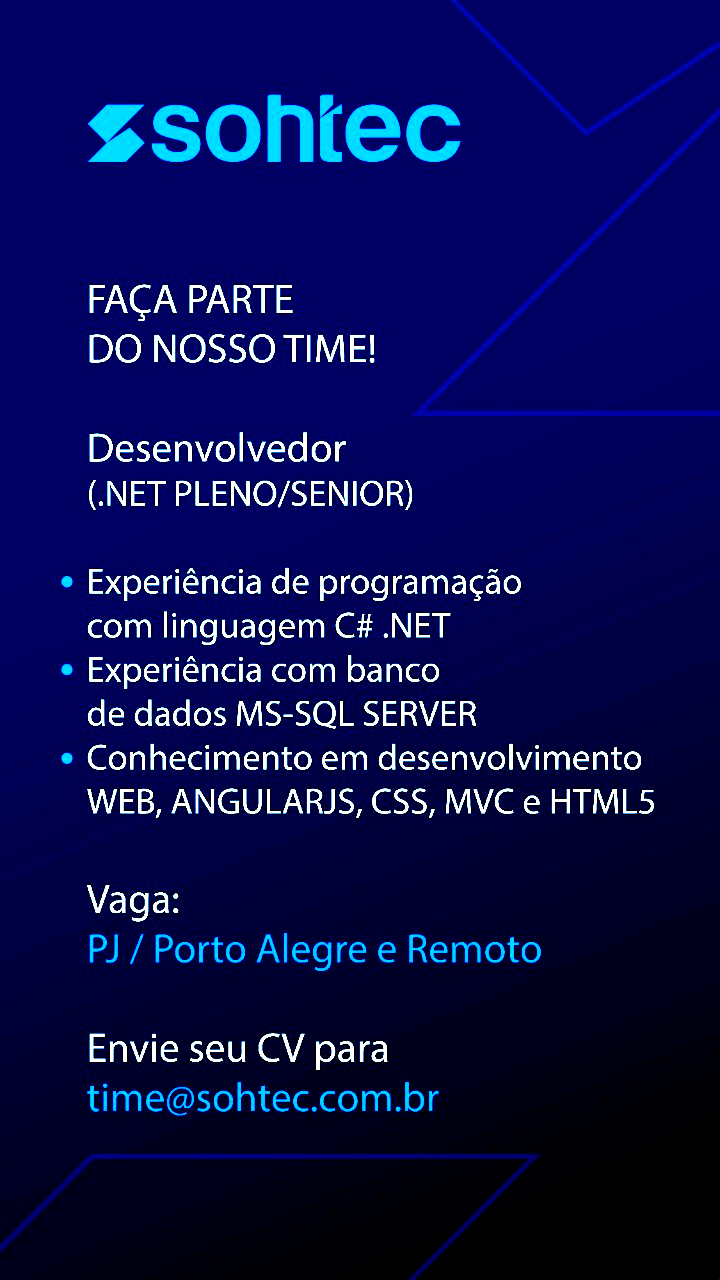 sohtec
FAÇA PARTE
DO NOSSO TIME!
Desenvolvedor
(.NET PLENO/SENIOR)
• Experiência de programação
com linguagem C# .NET
• Experiência com banco
de dados MS-SQL SERVER
• Conhecimento em desenvolvimento
WEB, ANGULARJS, CSS, MVC e HTML5
Vaga:
PJ / Porto Alegre e Remoto
Envie seu CV para
time@sohtec.com.br